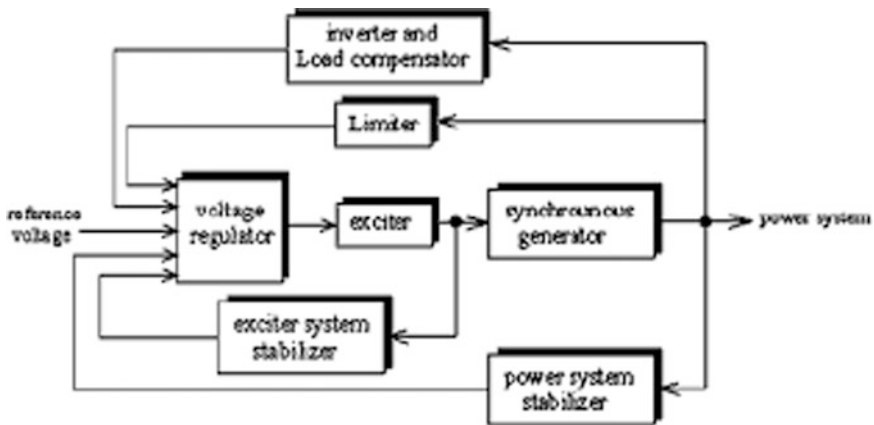 inverter and
Load compensator
Limiter
reference
voltage
voltage
regulator
exciter
synchrounous
generator
power system
exciter system
stabilizer
power system
stabilizer